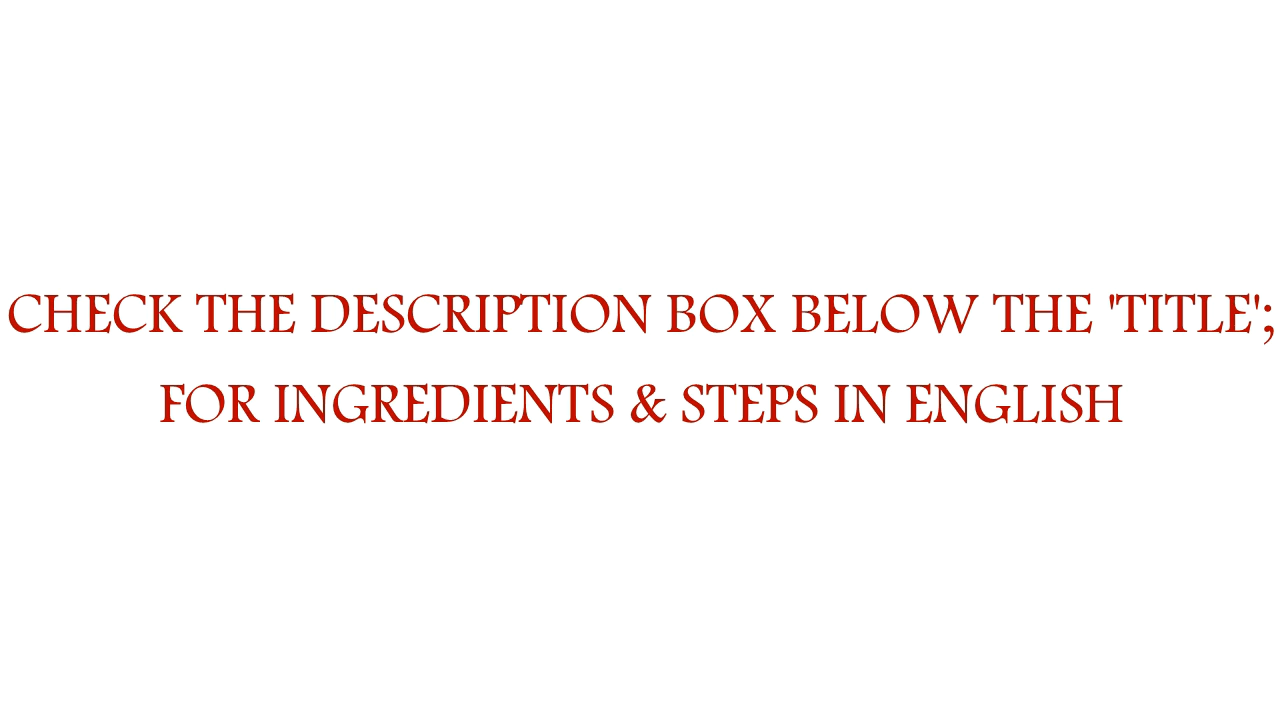 CHECK THE DESCRIPTION BOX BELOW THE 'TITLE';
FOR INGREDIENTS & STEPS IN ENGLISH